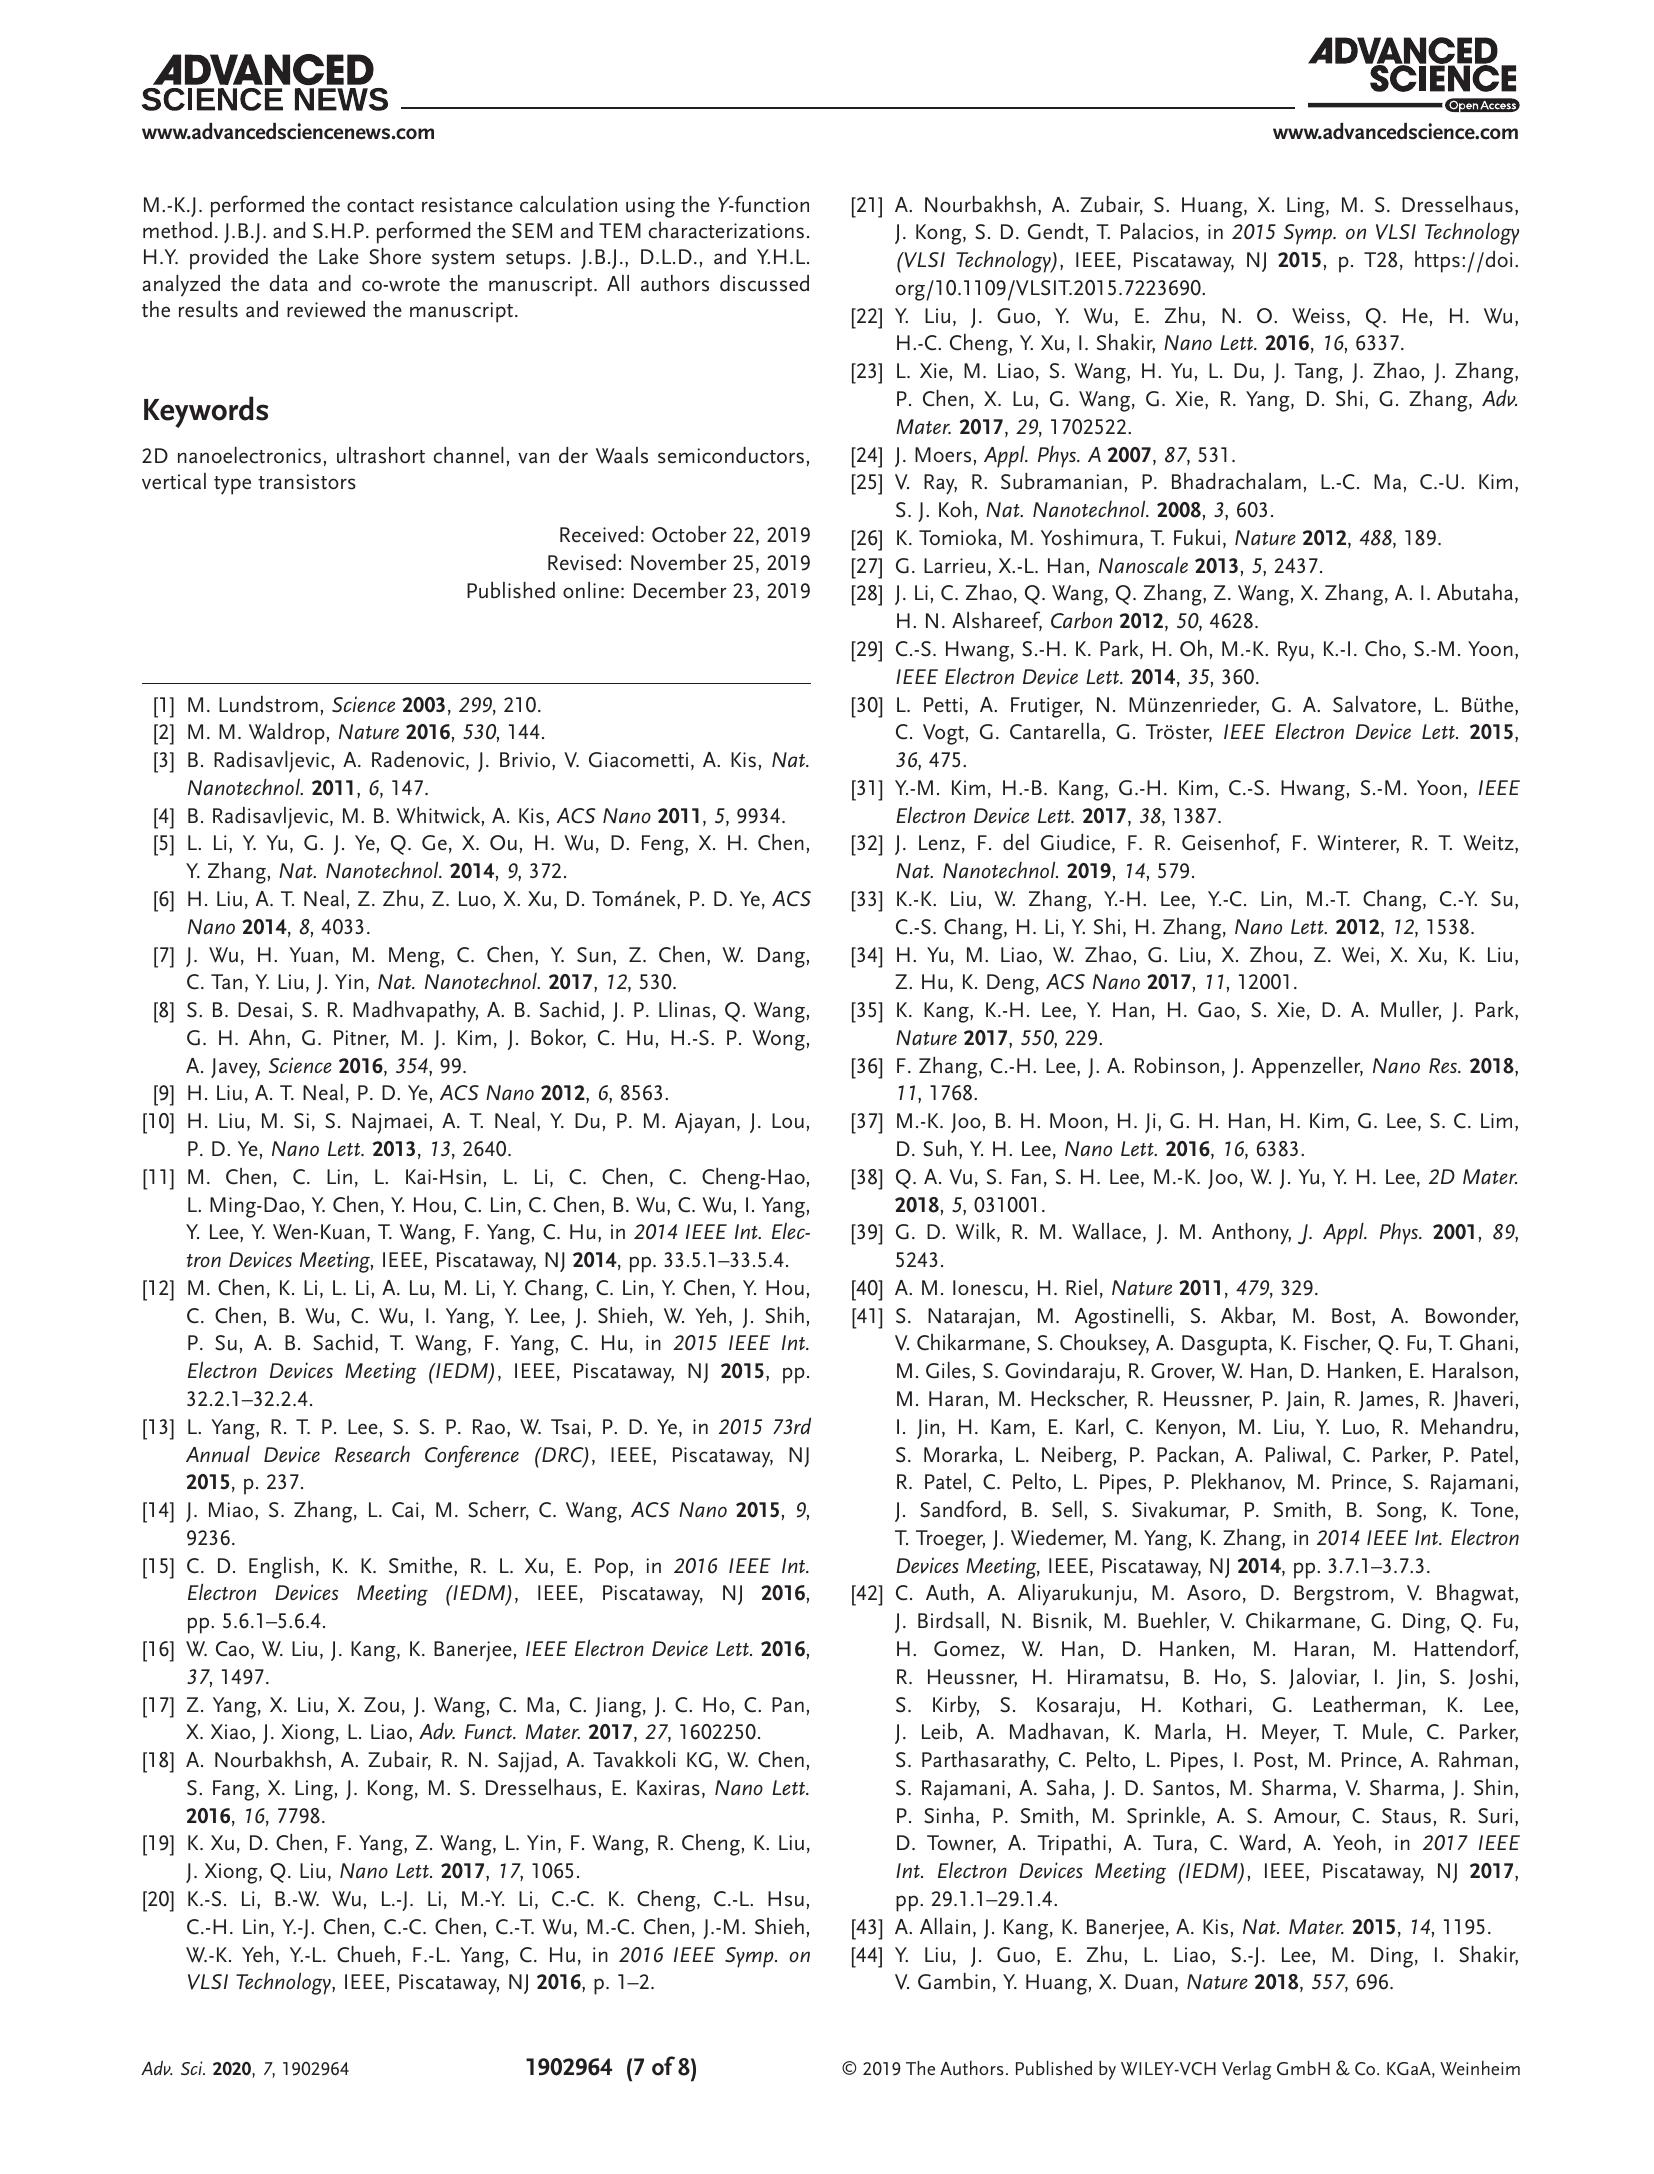 ADVANCED
SCIENCE NEWS
www.advancedsciencenews.com
ADVANCED
SCIENCE
Open Access
www.advancedscience.com
M.-K.J. performed the contact resistance calculation using the Y-function
method. J.B.J. and S.H.P. performed the SEM and TEM characterizations.
H.Y. provided the Lake Shore system setups. J.B.J., D.L.D., and Y.H.L.
analyzed the data and co-wrote the manuscript. All authors discussed
the results and reviewed the manuscript.
Keywords
2D nanoelectronics, ultrashort channel, van der Waals semiconductors,
vertical type transistors
Received: October 22, 2019
Revised: November 25, 2019
Published online: December 23, 2019
[1] M. Lundstrom, Science 2003, 299, 210.
[2] M. M. Waldrop, Nature 2016, 530, 144.
[3] B. Radisavljevic, A. Radenovic, J. Brivio, V. Giacometti, A. Kis, Nat.
Nanotechnol. 2011, 6, 147.
[4] B. Radisavljevic, M. B. Whitwick, A. Kis, ACS Nano 2011, 5, 9934.
[5] L. Li, Y. Yu, G. J. Ye, Q. Ge, X. Ou, H. Wu, D. Feng, X. H. Chen,
Y. Zhang, Nat. Nanotechnol. 2014, 9, 372.
[6] H. Liu, A. T. Neal, Z. Zhu, Z. Luo, X. Xu, D. Tománek, P. D. Ye, ACS
Nano 2014, 8, 4033.
[7] J. Wu, H. Yuan, M. Meng, C. Chen, Y. Sun, Z. Chen, W. Dang,
C. Tan, Y. Liu, J. Yin, Nat. Nanotechnol. 2017, 12, 530.
[8] S. B. Desai, S. R. Madhvapathy, A. B. Sachid, J. P. Llinas, Q. Wang,
G. H. Ahn, G. Pitner, M. J. Kim, J. Bokor, C. Hu, H.-S. P. Wong,
A. Javey, Science 2016, 354, 99.
[9] H. Liu, A. T. Neal, P. D. Ye, ACS Nano 2012, 6, 8563.
[10] H. Liu, M. Si, S. Najmaei, A. T. Neal, Y. Du, P. M. Ajayan, J. Lou,
P. D. Ye, Nano Lett. 2013, 13, 2640.
[11] M. Chen, C. Lin, L. Kai-Hsin, L. Li, C. Chen, C. Cheng-Hao,
L. Ming-Dao, Y. Chen, Y. Hou, C. Lin, C. Chen, B. Wu, C. Wu, I. Yang,
Y. Lee, Y. Wen-Kuan, T. Wang, F. Yang, C. Hu, in 2014 IEEE Int. Elec-
tron Devices Meeting, IEEE, Piscataway, NJ 2014, pp. 33.5.1–33.5.4.
[12] M. Chen, K. Li, L. Li, A. Lu, M. Li, Y. Chang, C. Lin, Y. Chen, Y. Hou,
C. Chen, B. Wu, C. Wu, I. Yang, Y. Lee, J. Shieh, W. Yeh, J. Shih,
P. Su, A. B. Sachid, T. Wang, F. Yang, C. Hu, in 2015 IEEE Int.
Electron Devices Meeting (IEDM), IEEE, Piscataway, NJ 2015, pp.
32.2.1–32.2.4.
[13] L. Yang, R. T. P. Lee, S. S. P. Rao, W. Tsai, P. D. Ye, in 2015 73rd
Annual Device Research Conference (DRC), IEEE, Piscataway, NJ
2015, p. 237.
[14] J. Miao, S. Zhang, L. Cai, M. Scherr, C. Wang, ACS Nano 2015, 9,
9236.
[15] C. D. English, K. K. Smithe, R. L. Xu, E. Pop, in 2016 IEEE Int.
Electron Devices Meeting (IEDM), IEEE, Piscataway, NJ 2016,
pp. 5.6.1–5.6.4.
[16] W. Cao, W. Liu, J. Kang, K. Banerjee, IEEE Electron Device Lett. 2016,
37, 1497.
[17] Z. Yang, X. Liu, X. Zou, J. Wang, C. Ma, C. Jiang, J. C. Ho, C. Pan,
X. Xiao, J. Xiong, L. Liao, Adv. Funct. Mater. 2017, 27, 1602250.
[18] A. Nourbakhsh, A. Zubair, R. N. Sajjad, A. Tavakkoli KG, W. Chen,
S. Fang, X. Ling, J. Kong, M. S. Dresselhaus, E. Kaxiras, Nano Lett.
2016, 16, 7798.
[19] K. Xu, D. Chen, F. Yang, Z. Wang, L. Yin, F. Wang, R. Cheng, K. Liu,
J. Xiong, Q. Liu, Nano Lett. 2017, 17, 1065.
[20] K.-S. Li, B.-W. Wu, L.-J. Li, M.-Y. Li, C.-C. K. Cheng, C.-L. Hsu,
C.-H. Lin, Y.-J. Chen, C.-C. Chen, C.-T. Wu, M.-C. Chen, J.-M. Shieh,
W.-K. Yeh, Y.-L. Chueh, F.-L. Yang, C. Hu, in 2016 IEEE Symp. on
VLSI Technology, IEEE, Piscataway, NJ 2016, p. 1–2.
[21] A. Nourbakhsh, A. Zubair, S. Huang, X. Ling, M. S. Dresselhaus,
J. Kong, S. D. Gendt, T. Palacios, in 2015 Symp. on VLSI Technology
(VLSI Technology), IEEE, Piscataway, NJ 2015, p. T28, https://doi.
org/10.1109/VLSIT.2015.7223690.
[22] Y. Liu, J. Guo, Y. Wu, E. Zhu, N. O. Weiss, Q. He, H. Wu,
H.-C. Cheng, Y. Xu, I. Shakir, Nano Lett. 2016, 16, 6337.
[23] L. Xie, M. Liao, S. Wang, H. Yu, L. Du, J. Tang, J. Zhao, J. Zhang,
P. Chen, X. Lu, G. Wang, G. Xie, R. Yang, D. Shi, G. Zhang, Adv.
Mater. 2017, 29, 1702522.
[24] J. Moers, Appl. Phys. A 2007, 87, 531.
[25] V. Ray, R. Subramanian, P. Bhadrachalam, L.-C. Ma, C.-U. Kim,
S. J. Koh, Nat. Nanotechnol. 2008, 3, 603.
[26] K. Tomioka, M. Yoshimura, T. Fukui, Nature 2012, 488, 189.
[27] G. Larrieu, X.-L. Han, Nanoscale 2013, 5, 2437.
[28] J. Li, C. Zhao, Q. Wang, Q. Zhang, Z. Wang, X. Zhang, A. I. Abutaha,
H. N. Alshareef, Carbon 2012, 50, 4628.
[29] C.-S. Hwang, S.-H. K. Park, H. Oh, M.-K. Ryu, K.-I. Cho, S.-M. Yoon,
IEEE Electron Device Lett. 2014, 35, 360.
[30] L. Petti, A. Frutiger, N. Münzenrieder, G. A. Salvatore, L. Büthe,
C. Vogt, G. Cantarella, G. Tröster, IEEE Electron Device Lett. 2015,
36, 475.
[31] Y.-M. Kim, H.-B. Kang, G.-H. Kim, C.-S. Hwang, S.-M. Yoon, IEEE
Electron Device Lett. 2017, 38, 1387.
[32] J. Lenz, F. del Giudice, F. R. Geisenhof, F. Winterer, R. T. Weitz,
Nat. Nanotechnol. 2019, 14, 579.
[33] K.-K. Liu, W. Zhang, Y.-H. Lee, Y.-C. Lin, M.-T. Chang, C.-Y. Su,
C.-S. Chang, H. Li, Y. Shi, H. Zhang, Nano Lett. 2012, 12, 1538.
[34] H. Yu, M. Liao, W. Zhao, G. Liu, X. Zhou, Z. Wei, X. Xu, K. Liu,
Z. Hu, K. Deng, ACS Nano 2017, 11, 12001.
[35] K. Kang, K.-H. Lee, Y. Han, H. Gao, S. Xie, D. A. Muller, J. Park,
Nature 2017, 550, 229.
[36] F. Zhang, C.-H. Lee, J. A. Robinson, J. Appenzeller, Nano Res. 2018,
11, 1768.
[37] M.-K. Joo, B. H. Moon, H. Ji, G. H. Han, H. Kim, G. Lee, S. C. Lim,
D. Suh, Y. H. Lee, Nano Lett. 2016, 16, 6383.
[38] Q. A. Vu, S. Fan, S. H. Lee, M.-K. Joo, W. J. Yu, Y. H. Lee, 2D Mater.
2018, 5, 031001.
[39] G. D. Wilk, R. M. Wallace, J. M. Anthony, J. Appl. Phys. 2001, 89,
5243.
[40] A. M. Ionescu, H. Riel, Nature 2011, 479, 329.
[41] S. Natarajan, M. Agostinelli, S. Akbar, M. Bost, A. Bowonder,
V. Chikarmane, S. Chouksey, A. Dasgupta, K. Fischer, Q. Fu, T. Ghani,
M. Giles, S. Govindaraju, R. Grover, W. Han, D. Hanken, E. Haralson,
M. Haran, M. Heckscher, R. Heussner, P. Jain, R. James, R. Jhaveri,
I. Jin, H. Kam, E. Karl, C. Kenyon, M. Liu, Y. Luo, R. Mehandru,
S. Morarka, L. Neiberg, P. Packan, A. Paliwal, C. Parker, P. Patel,
R. Patel, C. Pelto, L. Pipes, P. Plekhanov, M. Prince, S. Rajamani,
J. Sandford, B. Sell, S. Sivakumar, P. Smith, B. Song, K. Tone,
T. Troeger, J. Wiedemer, M. Yang, K. Zhang, in 2014 IEEE Int. Electron
Devices Meeting, IEEE, Piscataway, NJ 2014, pp. 3.7.1–3.7.3.
[42] C. Auth, A. Aliyarukunju, M. Asoro, D. Bergstrom, V. Bhagwat,
J. Birdsall, N. Bisnik, M. Buehler, V. Chikarmane, G. Ding, Q. Fu,
H. Gomez, W. Han, D. Hanken, M. Haran, M. Hattendorf,
R. Heussner, H. Hiramatsu, B. Ho, S. Jaloviar, I. Jin, S. Joshi,
S. Kirby, S. Kosaraju, H. Kothari, G. Leatherman, K. Lee,
J. Leib, A. Madhavan, K. Marla, H. Meyer, T. Mule, C. Parker,
S. Parthasarathy, C. Pelto, L. Pipes, I. Post, M. Prince, A. Rahman,
S. Rajamani, A. Saha, J. D. Santos, M. Sharma, V. Sharma, J. Shin,
P. Sinha, P. Smith, M. Sprinkle, A. S. Amour, C. Staus, R. Suri,
D. Towner, A. Tripathi, A. Tura, C. Ward, A. Yeoh, in 2017 IEEE
Int. Electron Devices Meeting (IEDM), IEEE, Piscataway, NJ 2017,
pp. 29.1.1–29.1.4.
[43] A. Allain, J. Kang, K. Banerjee, A. Kis, Nat. Mater. 2015, 14, 1195.
[44] Y. Liu, J. Guo, E. Zhu, L. Liao, S.-J. Lee, M. Ding, I. Shakir,
V. Gambin, Y. Huang, X. Duan, Nature 2018, 557, 696.
Adv. Sci. 2020, 7, 1902964
1902964 (7 of 8)
© 2019 The Authors. Published by WILEY-VCH Verlag GmbH & Co. KGaA, Weinheim